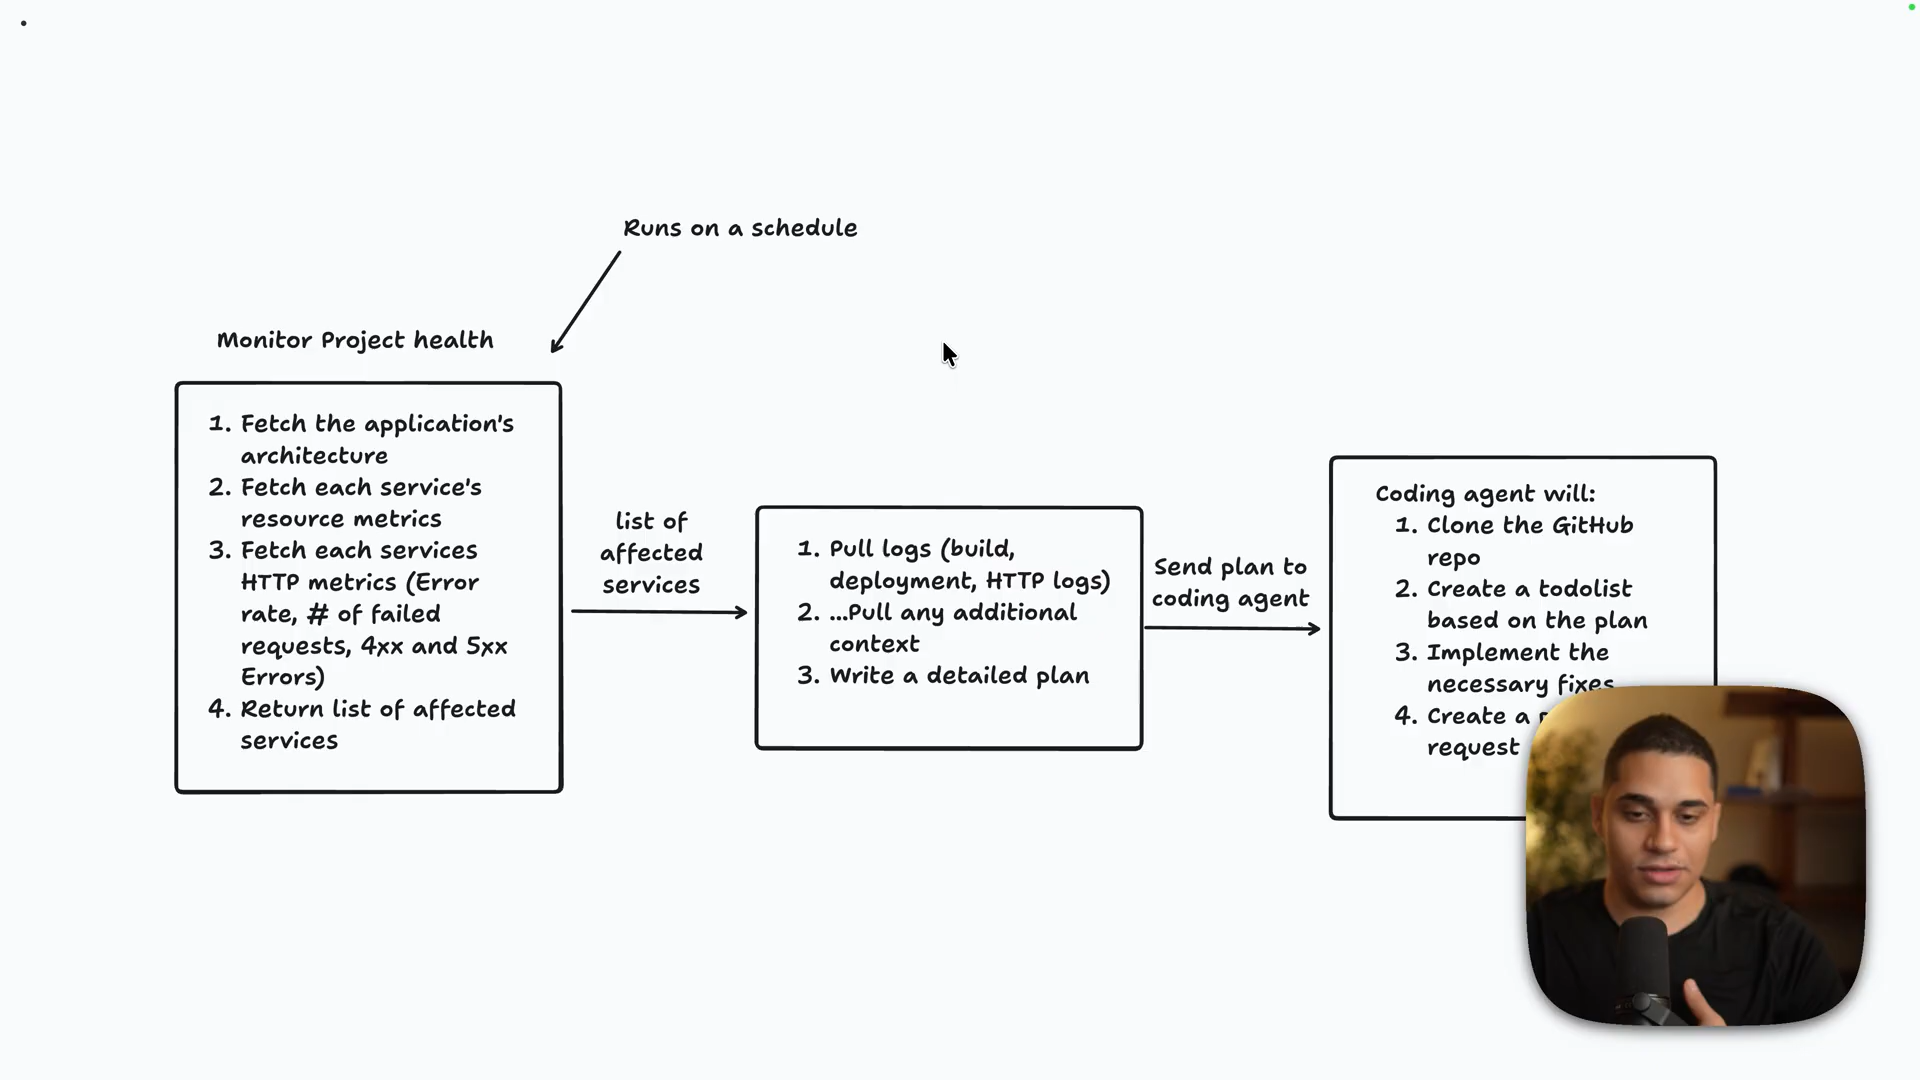 Runs on a schedule
Monitor Project health
1. Fetch the application's
architecture
2. Fetch each service's
resource metrics
3. Fetch each services
HTTP metrics (Error
rate, # of failed
requests, 4xx and 5xx
Errors)
4. Return list of affected
services
list of
affected
services
1. Pull logs (build,
deployment, HTTP logs)
2. ...Pull any additional
context
3. Write a detailed plan
Send plan to
coding agent
Coding agent will:
1. Clone the GitHub
repo
2. Create a todolist
based on the plan
3. Implement the
necessary fixes
4. Create a
request